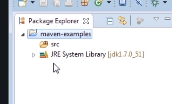 Package Explorer
maven-examples
src
JRE System Library [jdk1.7.0_51]